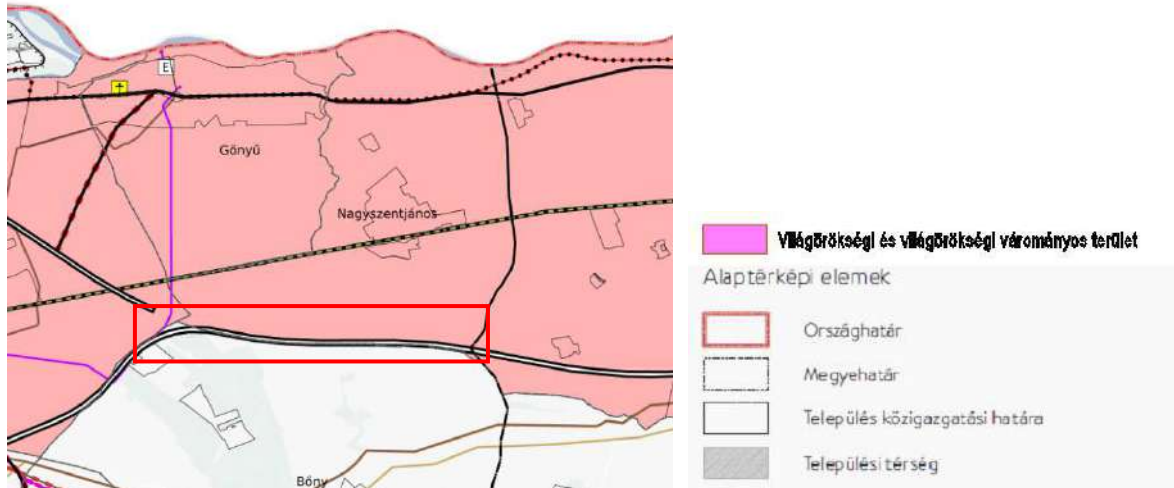 E
Gönyű
Nagyszentjános
Bőny
Világörökségi és világörökségi várományos terület
Alaptérképi elemek
Országhatár
Megyehatár
Település közigazgatási határa
Települési térség